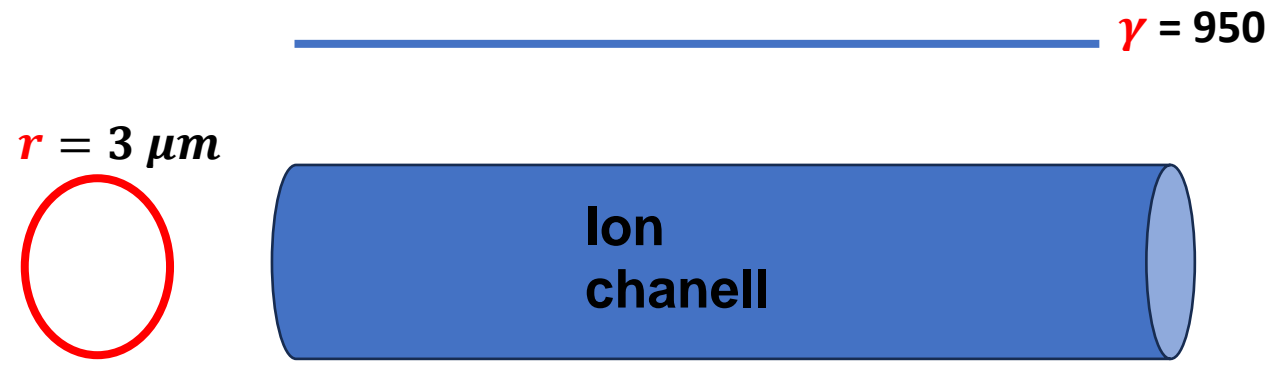 γ = 950
r = 3 μm
Ion
chanell